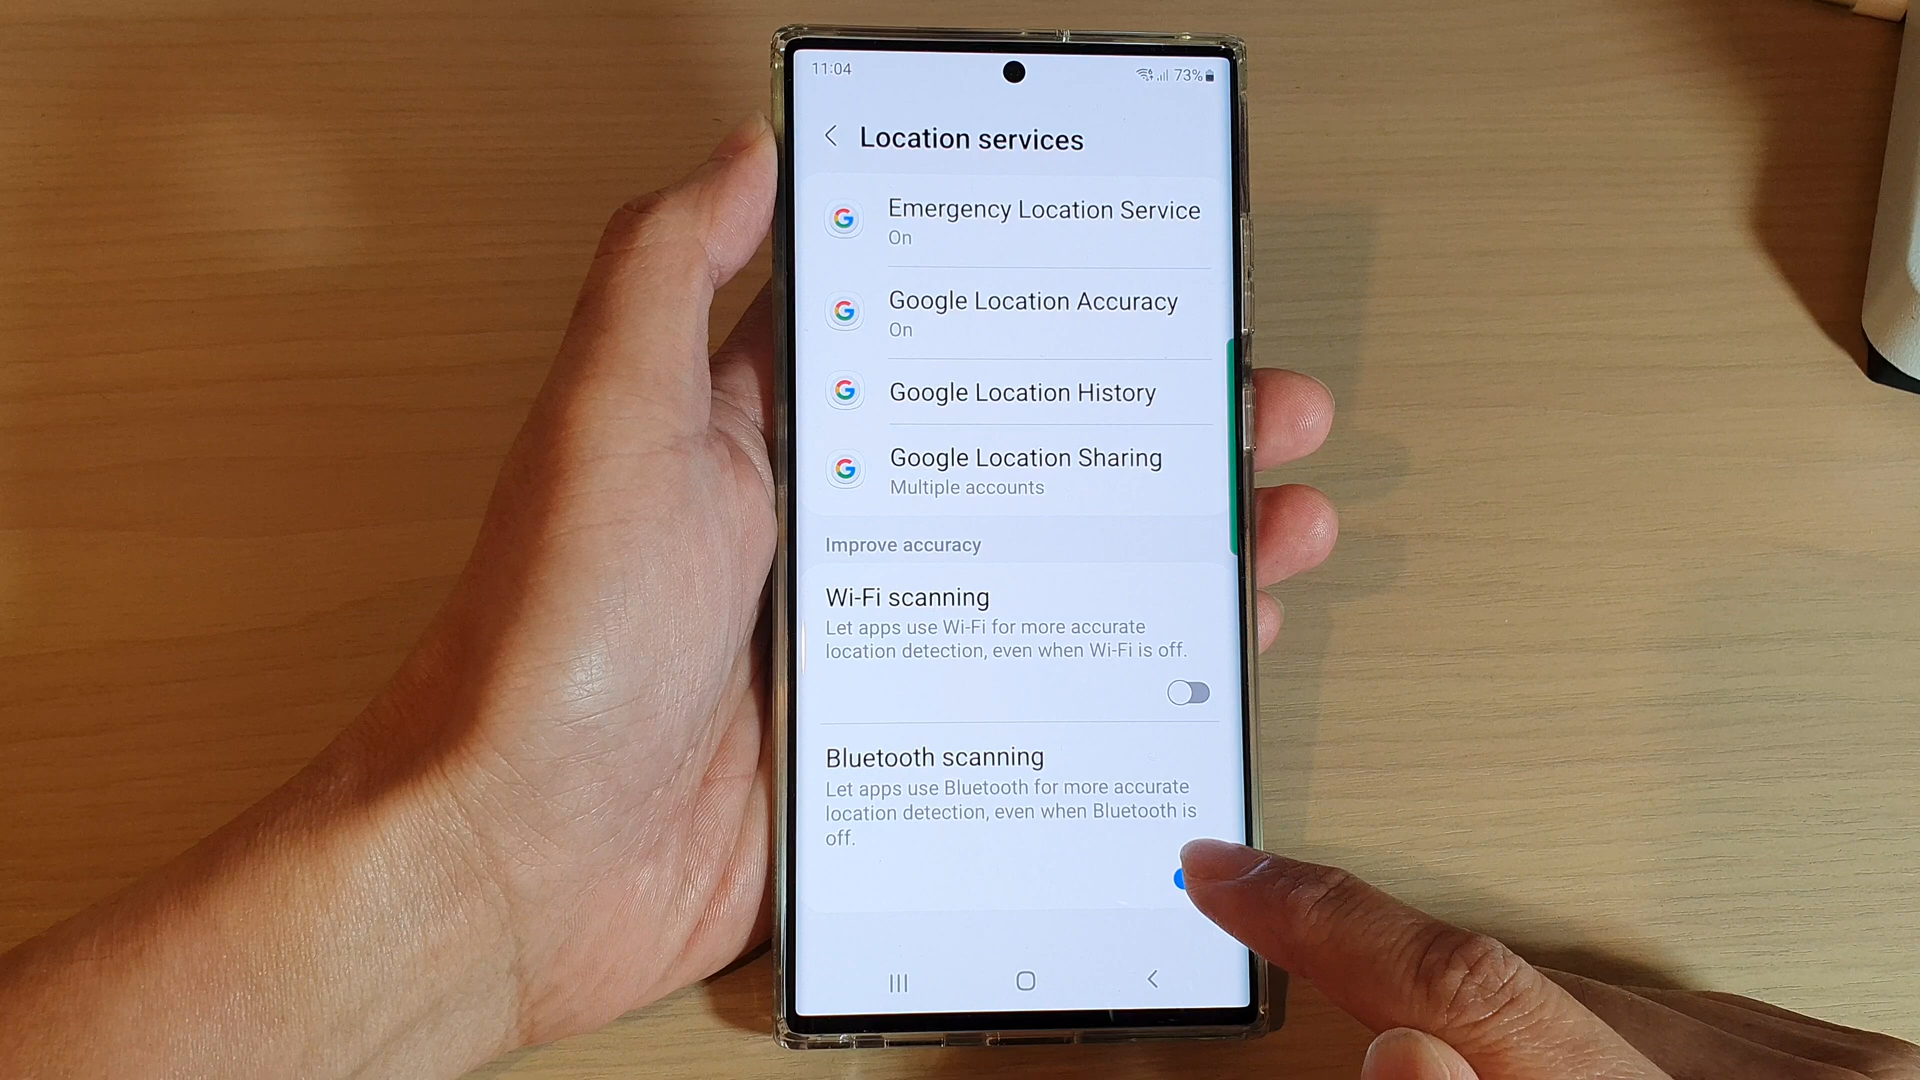 11:04
73%
Location services
Emergency Location Service
On
Google Location Accuracy
On
Google Location History
Google Location Sharing
Multiple accounts
Improve accuracy
Wi-Fi scanning
Let apps use Wi-Fi for more accurate
location detection, even when Wi-Fi is off.
Bluetooth scanning
Let apps use Bluetooth for more accurate
location detection, even when Bluetooth is
off.